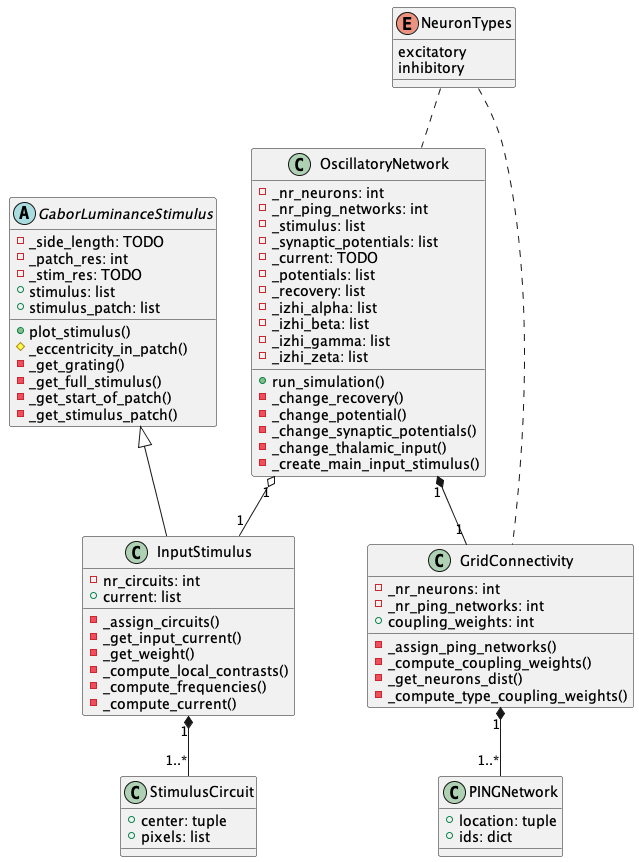 E NeuronTypes
excitatory
inhibitory
C OscillatoryNetwork
_nr_neurons: int
_nr_ping_networks: int
_stimulus: list
_synaptic_potentials: list
_current: TODO
_potentials: list
_recovery: list
_izhi_alpha: list
_izhi_beta: list
_izhi_gamma: list
_izhi_zeta: list
run_simulation()
_change_recovery()
_change_potential()
_change_synaptic_potentials()
_change_thalamic_input()
_create_main_input_stimulus()
A GaborLuminanceStimulus
_side_length: TODO
_patch_res: int
_stim_res: TODO
stimulus: list
stimulus_patch: list
plot_stimulus()
_eccentricity_in_patch()
_get_grating()
_get_full_stimulus()
_get_start_of_patch()
_get_stimulus_patch()
1
1
1
1
C InputStimulus
nr_circuits: int
current: list
_assign_circuits()
_get_input_current()
_get_weight()
_compute_local_contrasts()
_compute_frequencies()
_compute_current()
C GridConnectivity
_nr_neurons: int
_nr_ping_networks: int
coupling_weights: int
_assign_ping_networks()
_compute_coupling_weights()
_get_neurons_dist()
_compute_type_coupling_weights()
1
1..*
1
1..*
C StimulusCircuit
center: tuple
pixels: list
C PINGNetwork
location: tuple
ids: dict